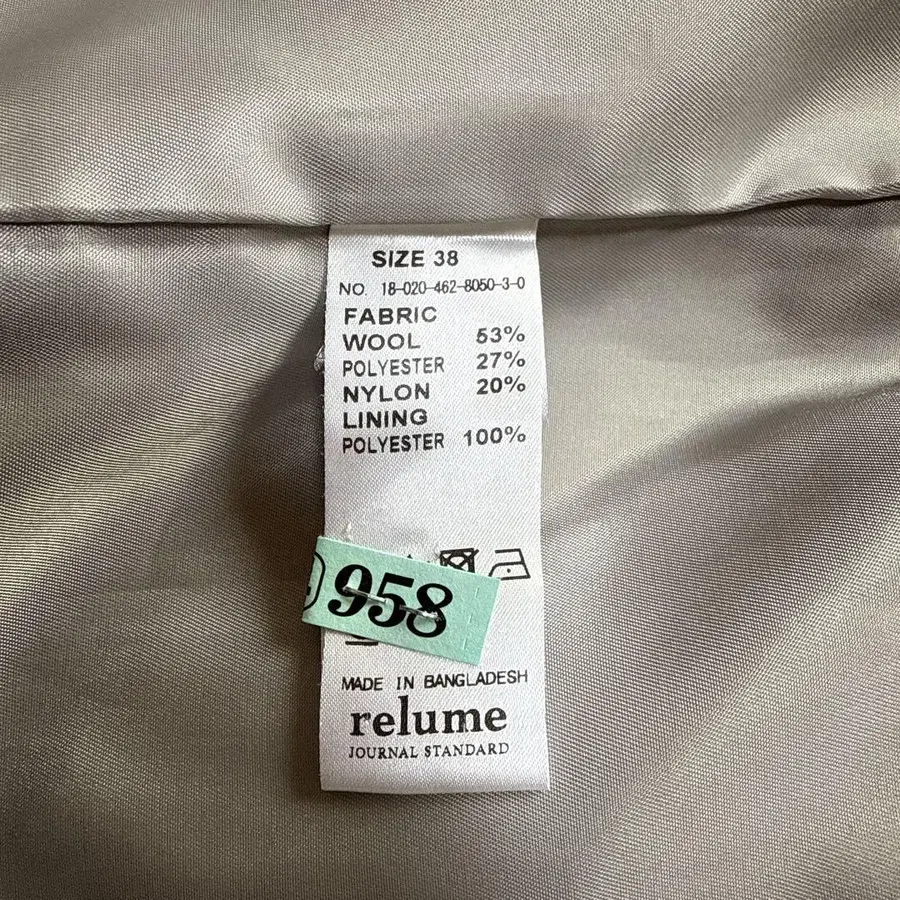 SIZE 38
NO. 18-020-462-8050-3-0
FABRIC
WOOL 53%
POLYESTER 27%
NYLON 20%
LINING
POLYESTER 100%
958
MADE IN BANGLADESH
relume
JOURNAL STANDARD